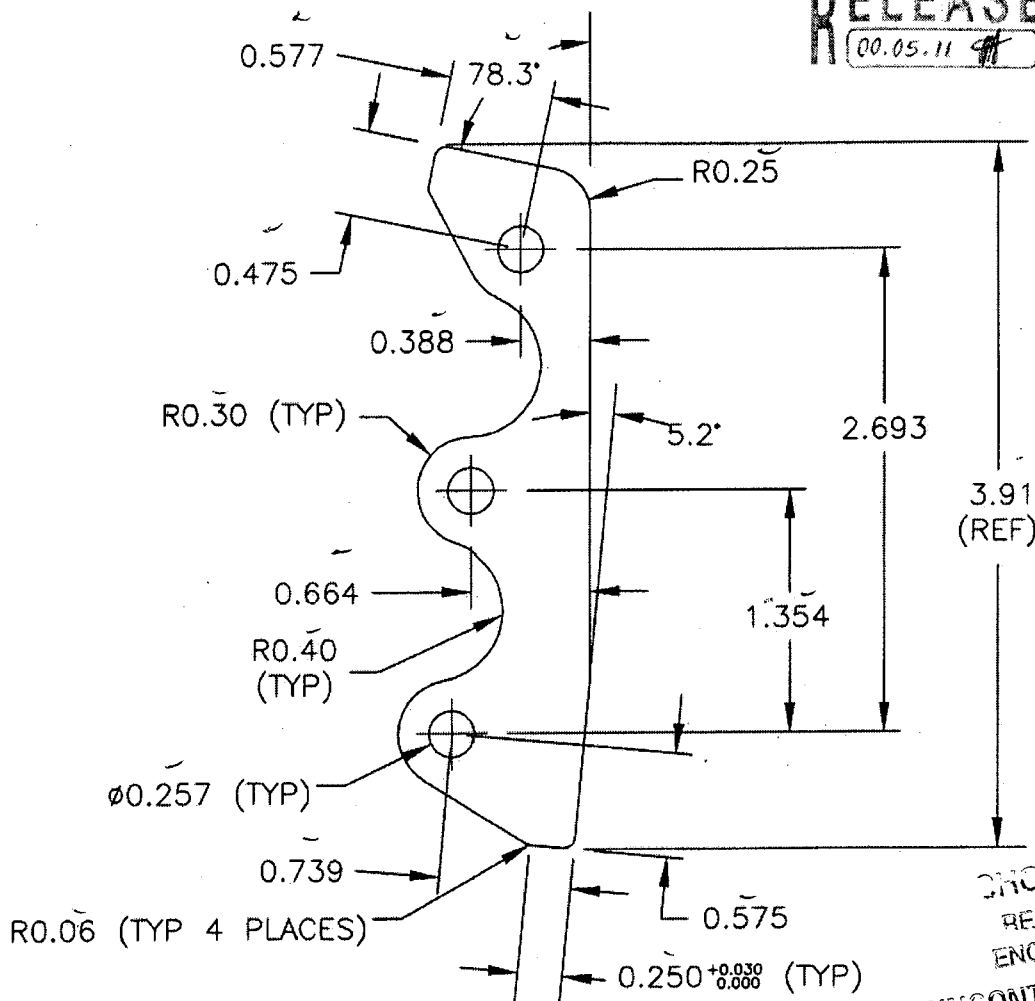 RELEASE
00.05.11
0.577
78.3°
R0.25
0.475
0.388
R0.30 (TYP)
5.2°
2.693
3.91
(REF)
0.664
1.354
R0.40
(TYP)
ø0.257 (TYP)
0.739
R0.06 (TYP 4 PLACES)
0.575
0.250 +0.030 0.000 (TYP)